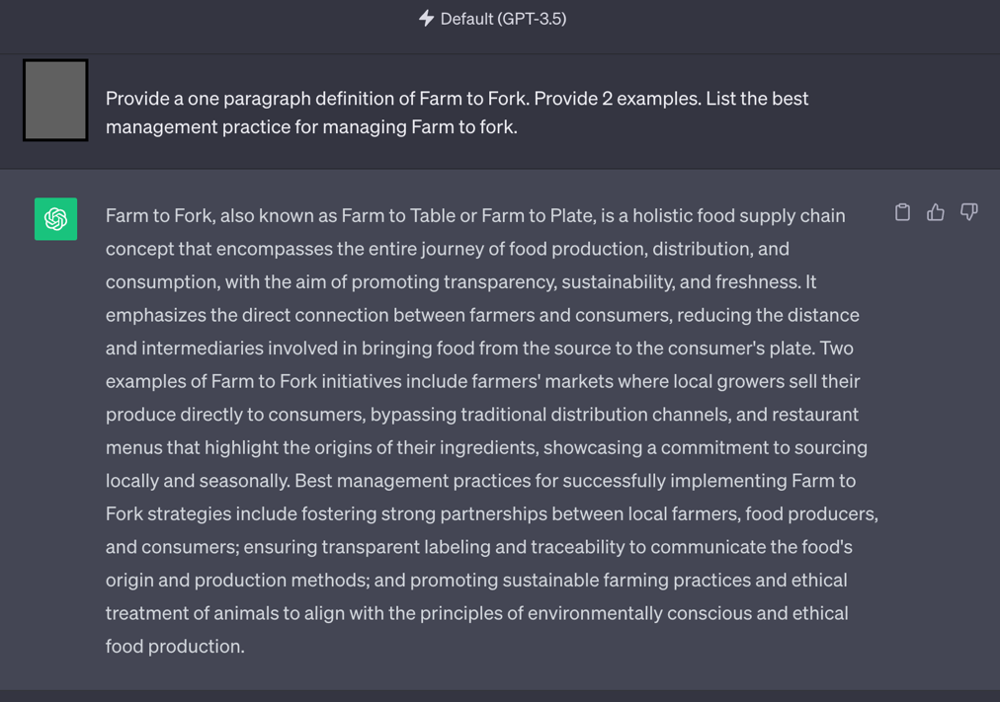 Default (GPT-3.5)
Provide a one paragraph definition of Farm to Fork. Provide 2 examples. List the best
management practice for managing Farm to fork.
Farm to Fork, also known as Farm to Table or Farm to Plate, is a holistic food supply chain
concept that encompasses the entire journey of food production, distribution, and
consumption, with the aim of promoting transparency, sustainability, and freshness. It
emphasizes the direct connection between farmers and consumers, reducing the distance
and intermediaries involved in bringing food from the source to the consumer's plate. Two
examples of Farm to Fork initiatives include farmers' markets where local growers sell their
produce directly to consumers, bypassing traditional distribution channels, and restaurant
menus that highlight the origins of their ingredients, showcasing a commitment to sourcing
locally and seasonally. Best management practices for successfully implementing Farm to
Fork strategies include fostering strong partnerships between local farmers, food producers,
and consumers; ensuring transparent labeling and traceability to communicate the food's
origin and production methods; and promoting sustainable farming practices and ethical
treatment of animals to align with the principles of environmentally conscious and ethical
food production.